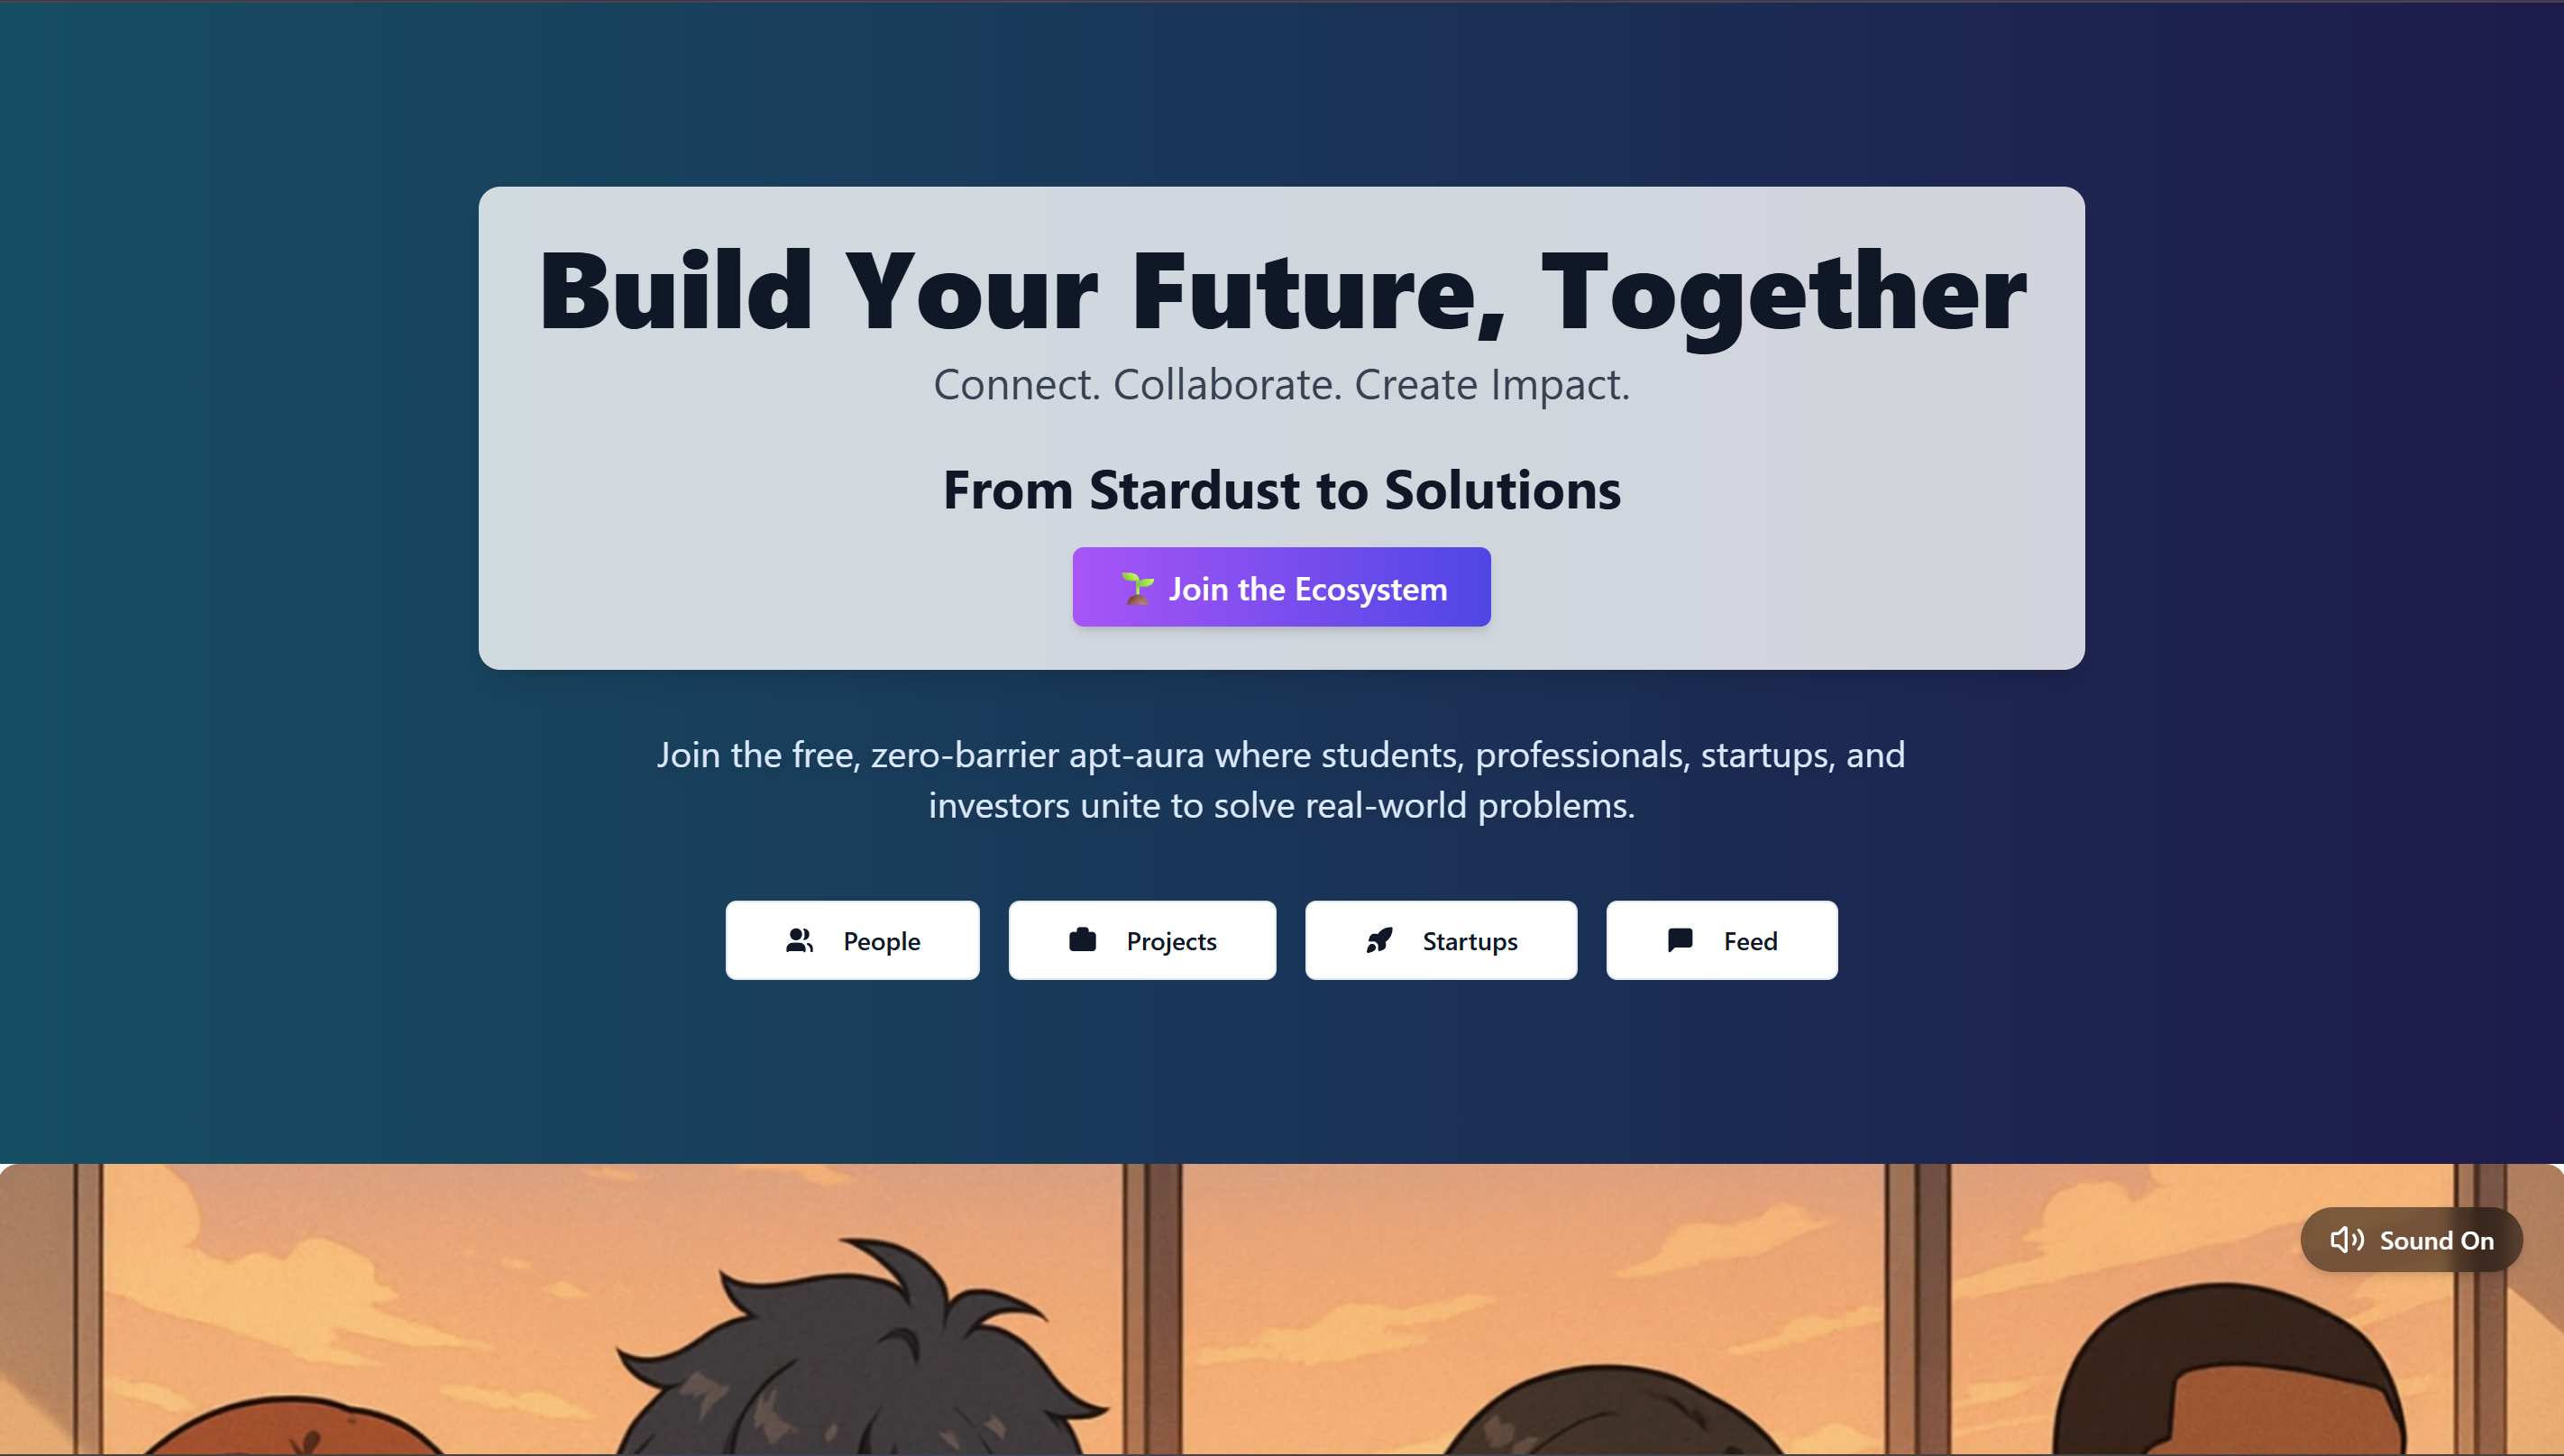 Build Your Future, Together
Connect. Collaborate. Create Impact.
From Stardust to Solutions
🌱 Join the Ecosystem
Join the free, zero-barrier apt-aura where students, professionals, startups, and
investors unite to solve real-world problems.
People
Projects
Startups
Feed
Sound On